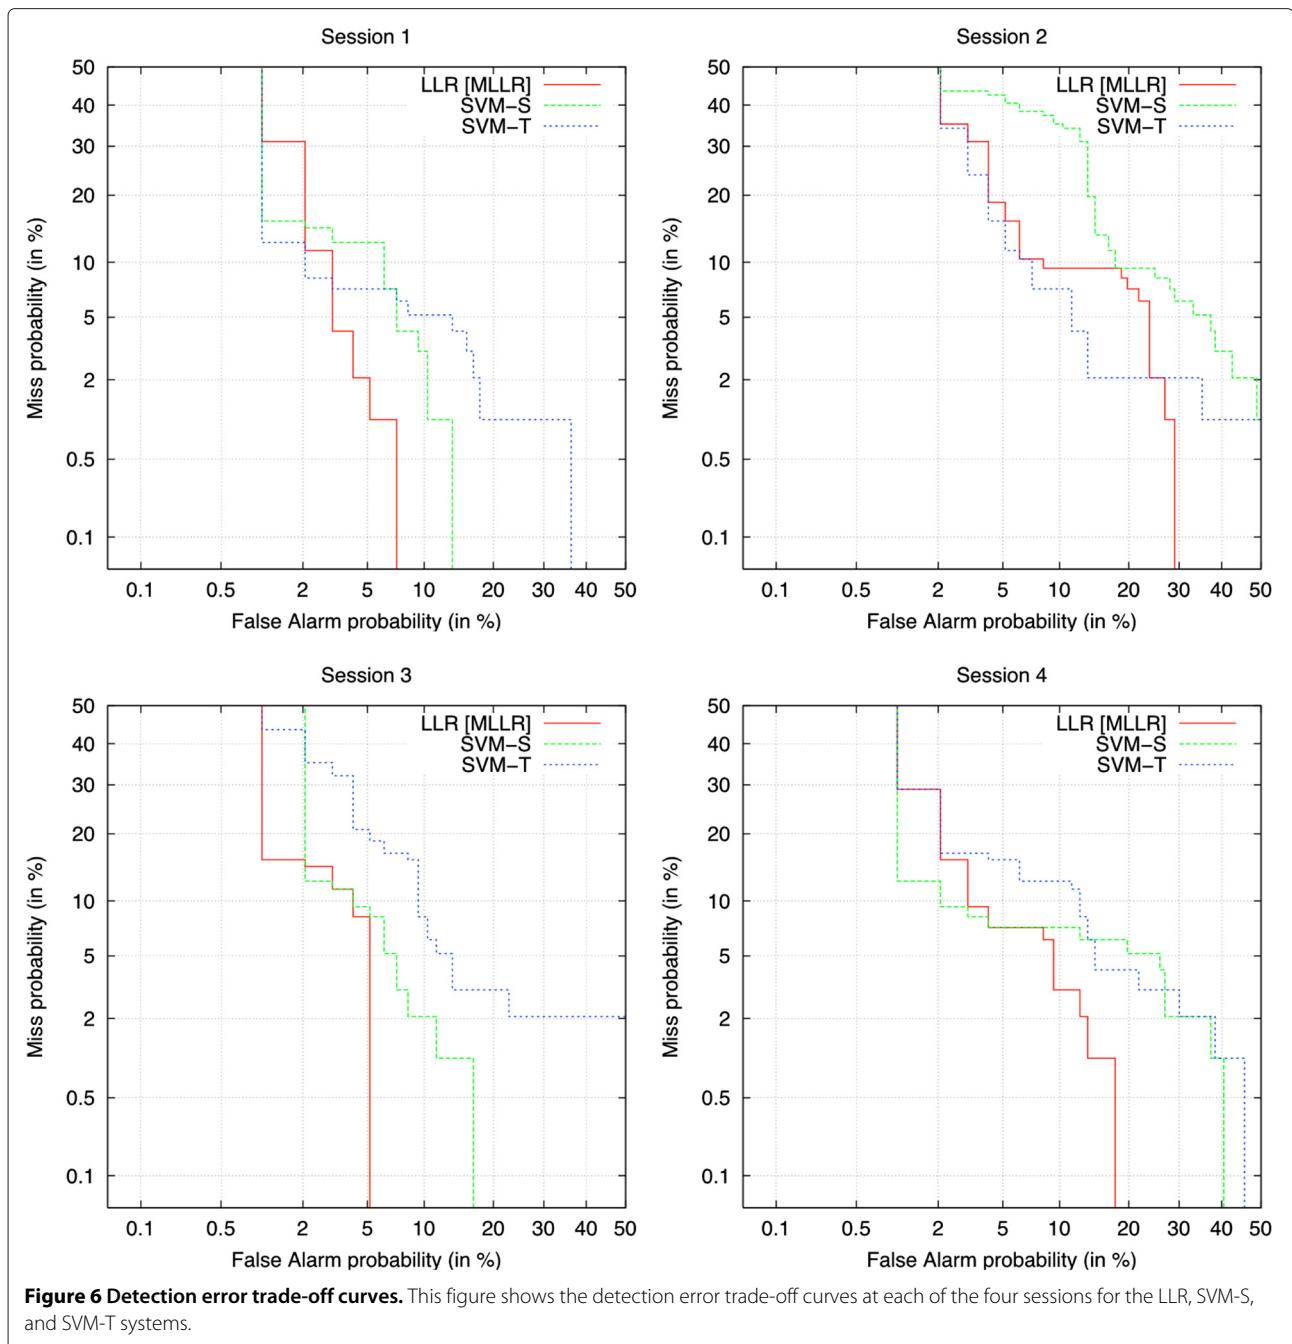 Session 1
50
40
30
20
10
5
2
0.5
0.1
Miss probability (in %)
LLR [MLLR]
SVM-S
SVM-T
0.1 0.5 2 5 10 20 30 40 50
False Alarm probability (in %)
Session 2
50
40
30
20
10
5
2
0.5
0.1
Miss probability (in %)
LLR [MLLR]
SVM-S
SVM-T
0.1 0.5 2 5 10 20 30 40 50
False Alarm probability (in %)
Session 3
50
40
30
20
10
5
2
0.5
0.1
Miss probability (in %)
LLR [MLLR]
SVM-S
SVM-T
0.1 0.5 2 5 10 20 30 40 50
False Alarm probability (in %)
Session 4
50
40
30
20
10
5
2
0.5
0.1
Miss probability (in %)
LLR [MLLR]
SVM-S
SVM-T
0.1 0.5 2 5 10 20 30 40 50
False Alarm probability (in %)
Figure 6 Detection error trade-off curves. This figure shows the detection error trade-off curves at each of the four sessions for the LLR, SVM-S,
and SVM-T systems.